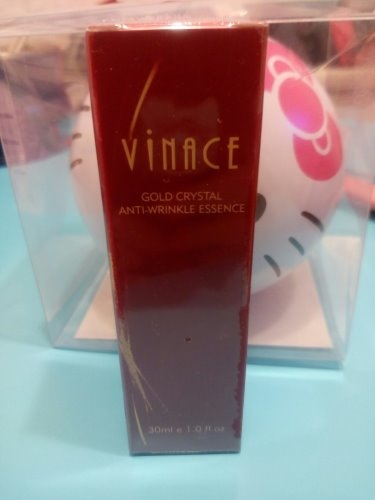 VINACE
GOLD CRYSTAL
ANTI-WRINKLE ESSENCE
30ml e 1.0 fl oz